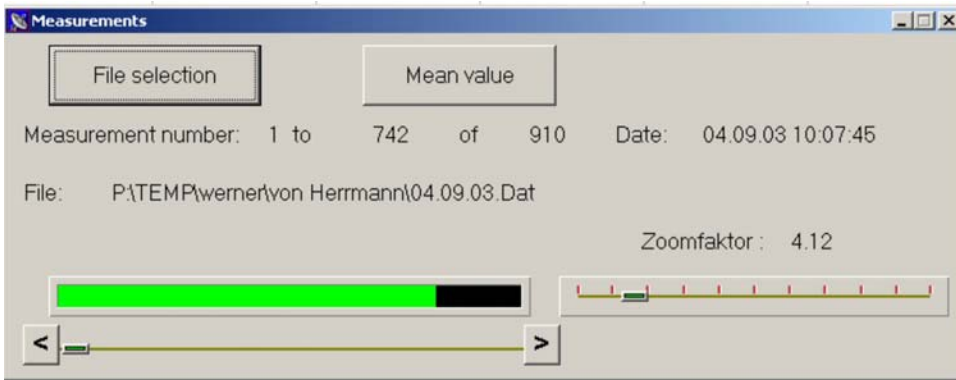 Measurements
File selection Mean value
Measurement number: 1 to 742 of 910 Date: 04.09.03 10:07:45
File: P:\TEMP\werner\von Herrmann\04.09.03.Dat
Zoomfaktor : 4.12
< >